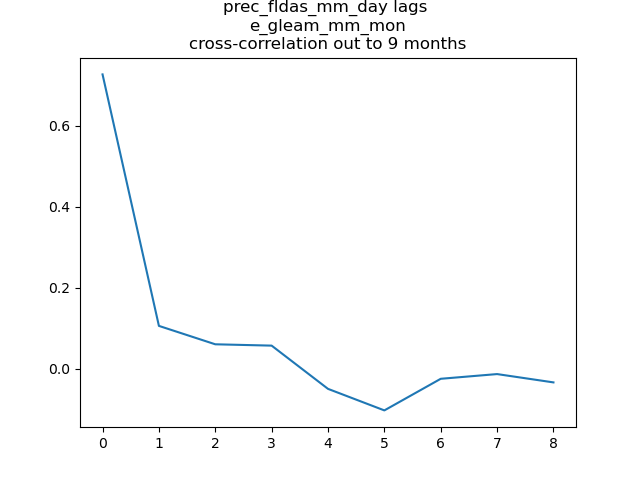 prec_fldas_mm_day lags
e_gleam_mm_mon
cross-correlation out to 9 months
0.6
0.4
0.2
0.0
0 1 2 3 4 5 6 7 8